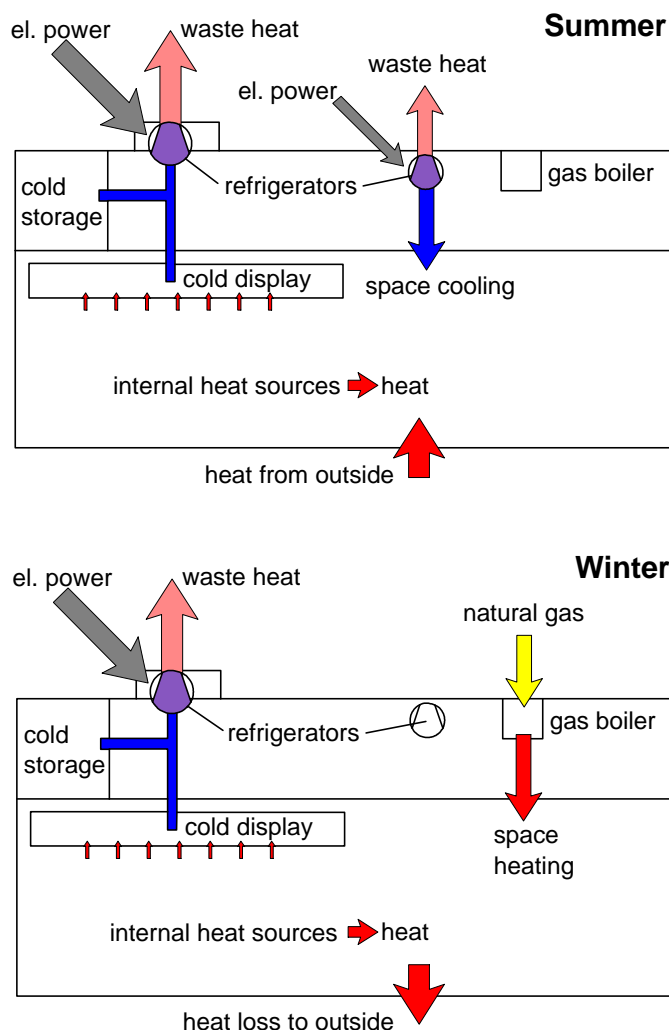 Summer
el. power
waste heat
waste heat
el. power
cold
storage
refrigerators
gas boiler
cold display
space cooling
internal heat sources
heat
heat from outside
Winter
el. power
waste heat
natural gas
cold
storage
refrigerators
gas boiler
cold display
space
heating
internal heat sources
heat
heat loss to outside